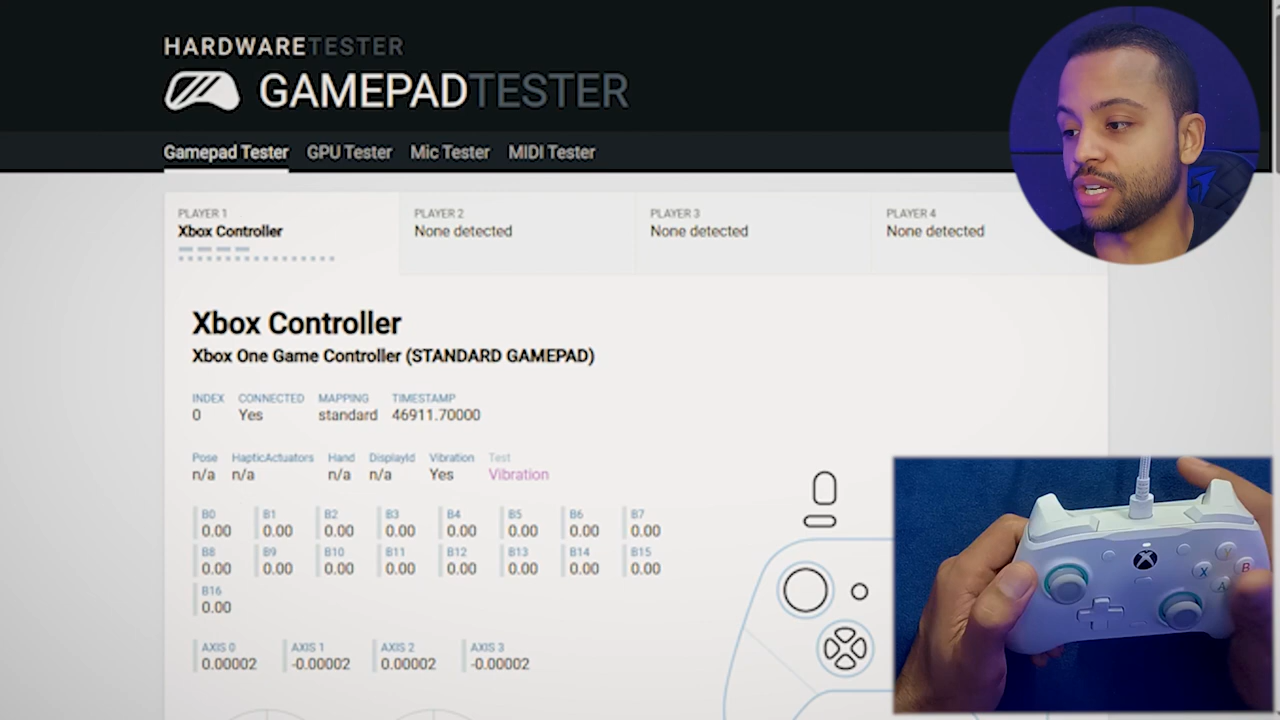 HARDWARETESTER
GAMEPADTESTER
Gamepad Tester GPU Tester Mic Tester MIDI Tester
PLAYER 1 PLAYER 2 PLAYER 3 PLAYER 4
Xbox Controller None detected None detected None detected
Xbox Controller
Xbox One Game Controller (STANDARD GAMEPAD)
INDEX CONNECTED MAPPING TIMESTAMP
0 Yes standard 46911.70000
Pose HapticActuators Hand DisplayId Vibration Test
n/a n/a n/a n/a Yes Vibration
B0 B1 B2 B3 B4 B5 B6 B7
0.00 0.00 0.00 0.00 0.00 0.00 0.00 0.00
B8 B9 B10 B11 B12 B13 B14 B15
0.00 0.00 0.00 0.00 0.00 0.00 0.00 0.00
B16
0.00
AXIS 0 AXIS 1 AXIS 2 AXIS 3
0.00002 -0.00002 0.00002 -0.00002
Y
X B
A